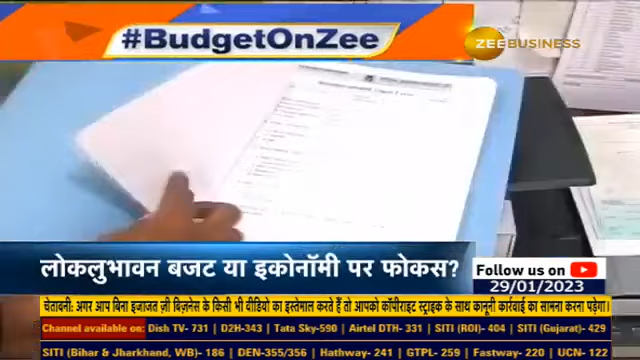 #BudgetOnZee
ZEE BUSINESS
लोकलुभावन बजट या इकोनॉमी पर फोकस?
Follow us on
29/01/2023
चेतावनी: अगर आप बिना इजाजत ज़ी बिज़नेस के किसी भी वीडियो का इस्तेमाल करते हैं तो आपको कॉपीराइट स्ट्राइक के साथ कानूनी कार्रवाई का सामना करना पड़ेगा।
Channel available on: Dish TV- 731 | D2H-343 | Tata Sky-590 | Airtel DTH- 331 | SITI (ROI)- 404 | SITI (Gujarat)- 429
SITI (Bihar & Jharkhand, WB)- 186 | DEN-355/356 | Hathway-241 | GTPL- 259 | Fastway-220 | UCN- 122